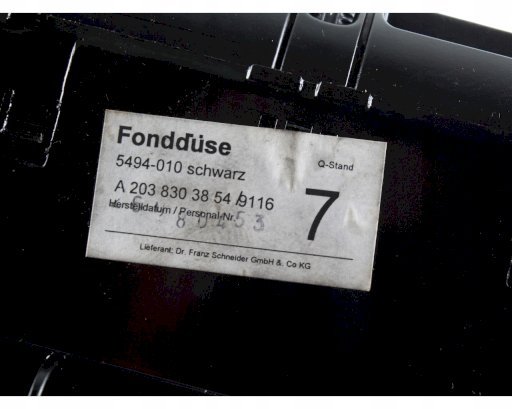 Fonddüse
5494-010 schwarz
Q-Stand
A 203 830 38 54 /9116
7
Herstelldatum / Personal-Nr.
Lieferant: Dr. Franz Schneider GmbH &. Co KG